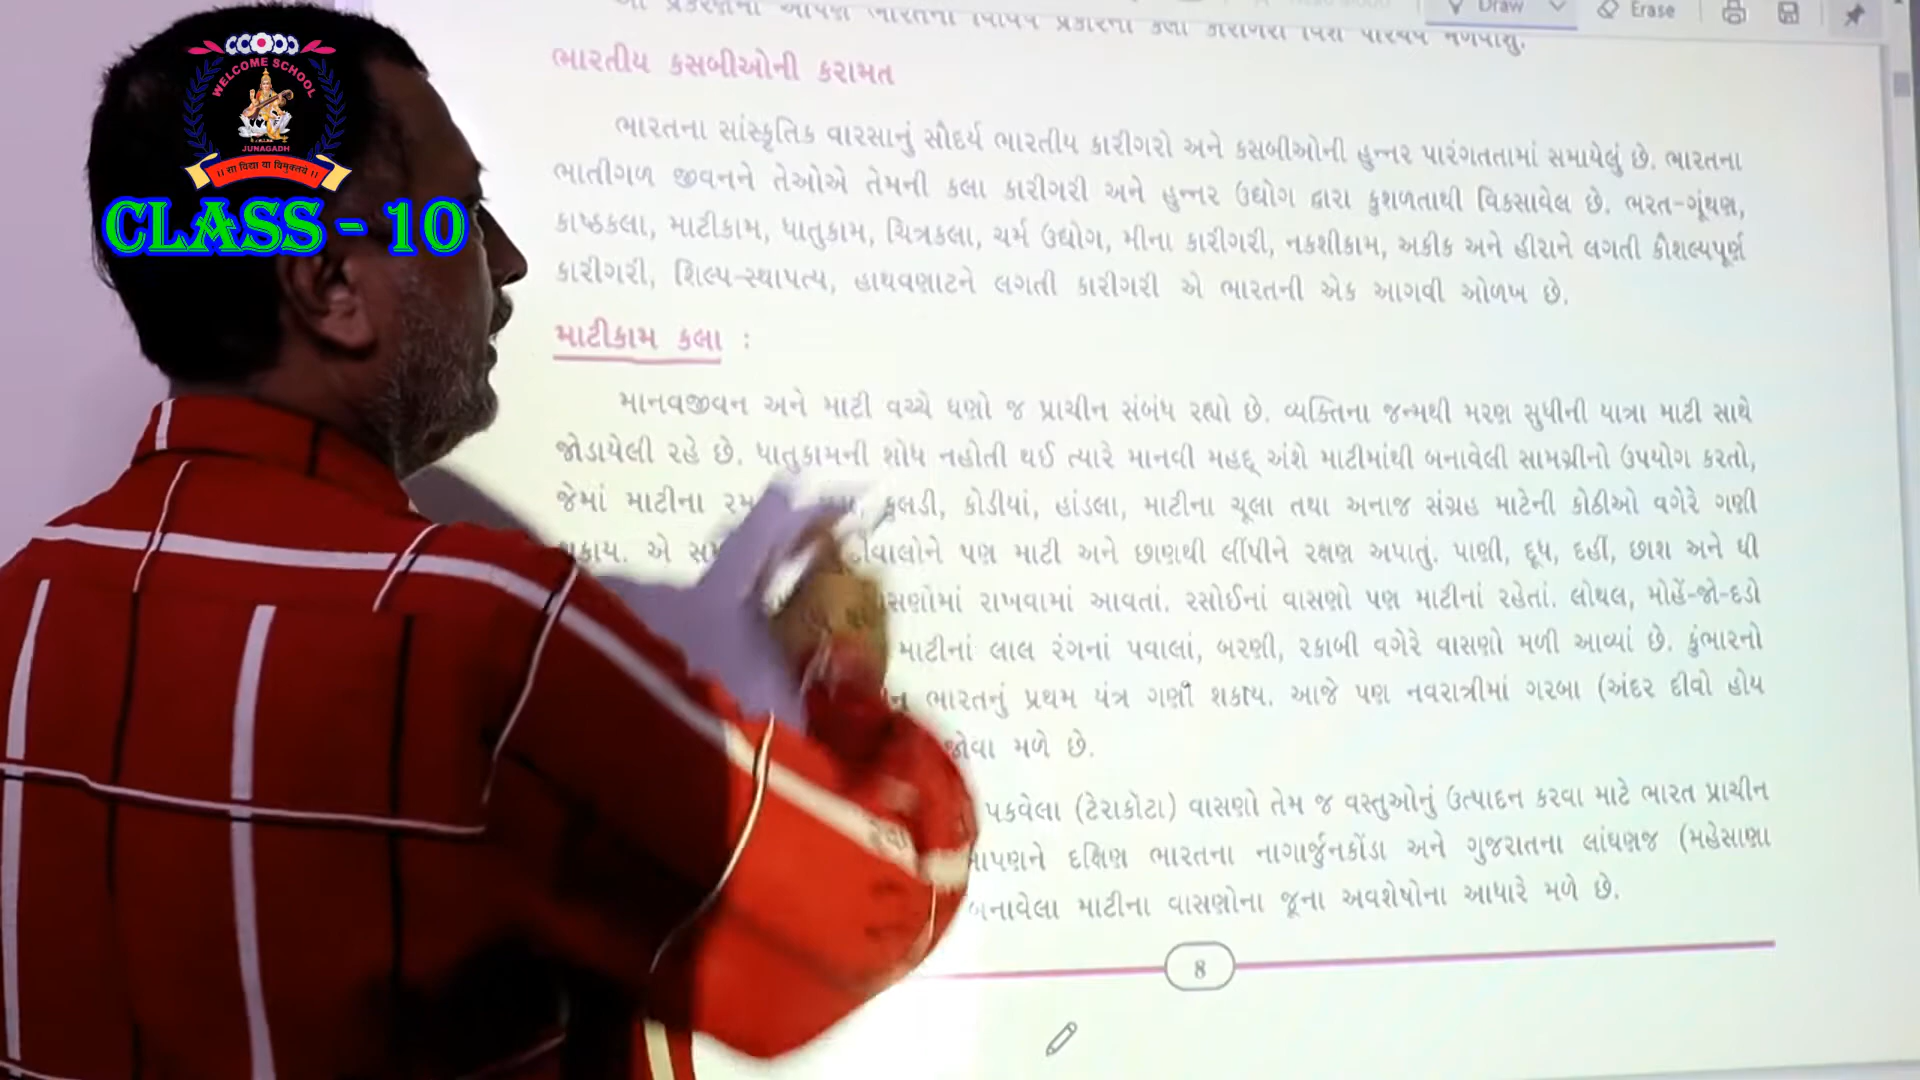 Draw
Erase
WELCOME SCHOOL
JUNAGADH
।। सा विद्या या विमुक्तये ।।
CLASS - 10
ભારતીય કસબીઓની કરામત
ભારતના સાંસ્કૃતિક વારસાનું સૌંદર્ય ભારતીય કારીગરો અને કસબીઓની હુન્નર પારંગતતામાં સમાયેલું છે. ભારતના
ભાતીગળ જીવનને તેઓએ તેમની કલા કારીગરી અને હુન્નર ઉદ્યોગ દ્વારા કુશળતાથી વિકસાવેલ છે. ભરત-ગૂંથણ,
કાષ્ઠકલા, માટીકામ, ધાતુકામ, ચિત્રકલા, ચર્મ ઉદ્યોગ, મીના કારીગરી, નકશીકામ, અકીક અને હીરાને લગતી કૌશલ્યપૂર્ણ
કારીગરી, શિલ્પ-સ્થાપત્ય, હાથવણાટને લગતી કારીગરી એ ભારતની એક આગવી ઓળખ છે.
માટીકામ કલા :
માનવજીવન અને માટી વચ્ચે ઘણો જ પ્રાચીન સંબંધ રહ્યો છે. વ્યક્તિના જન્મથી મરણ સુધીની યાત્રા માટી સાથે
જોડાયેલી રહે છે. ધાતુકામની શોધ નહોતી થઈ ત્યારે માનવી મહદ્ અંશે માટીમાંથી બનાવેલી સામગ્રીનો ઉપયોગ કરતો,
જેમાં માટીના કુલડી, કોડીયાં, હાંડલા, માટીના ચૂલા તથા અનાજ સંગ્રહ માટેની કોઠીઓ વગેરે ગણી
શકાય. એ દીવાલોને પણ માટી અને છાણથી લીંપીને રક્ષણ અપાતું. પાણી, દૂધ, દહીં, છાશ અને ઘી
રાખવામાં આવતાં. રસોઈનાં વાસણો પણ માટીનાં રહેતાં. લોથલ, મોહેં-જો-દડો
માટીનાં લાલ રંગનાં પવાલાં, બરણી, રકાબી વગેરે વાસણો મળી આવ્યાં છે. કુંભારનો
ભારતનું પ્રથમ યંત્ર ગણી શકાય. આજે પણ નવરાત્રીમાં ગરબા (અંદર દીવો હોય
જોવા મળે છે.
પકવેલા (ટેરાકોટા) વાસણો તેમ જ વસ્તુઓનું ઉત્પાદન કરવા માટે ભારત પ્રાચીન
આપણને દક્ષિણ ભારતના નાગાર્જુનકોંડા અને ગુજરાતના લાંઘણજ (મહેસાણા
બનાવેલા માટીના વાસણોના જૂના અવશેષોના આધારે મળે છે.
8